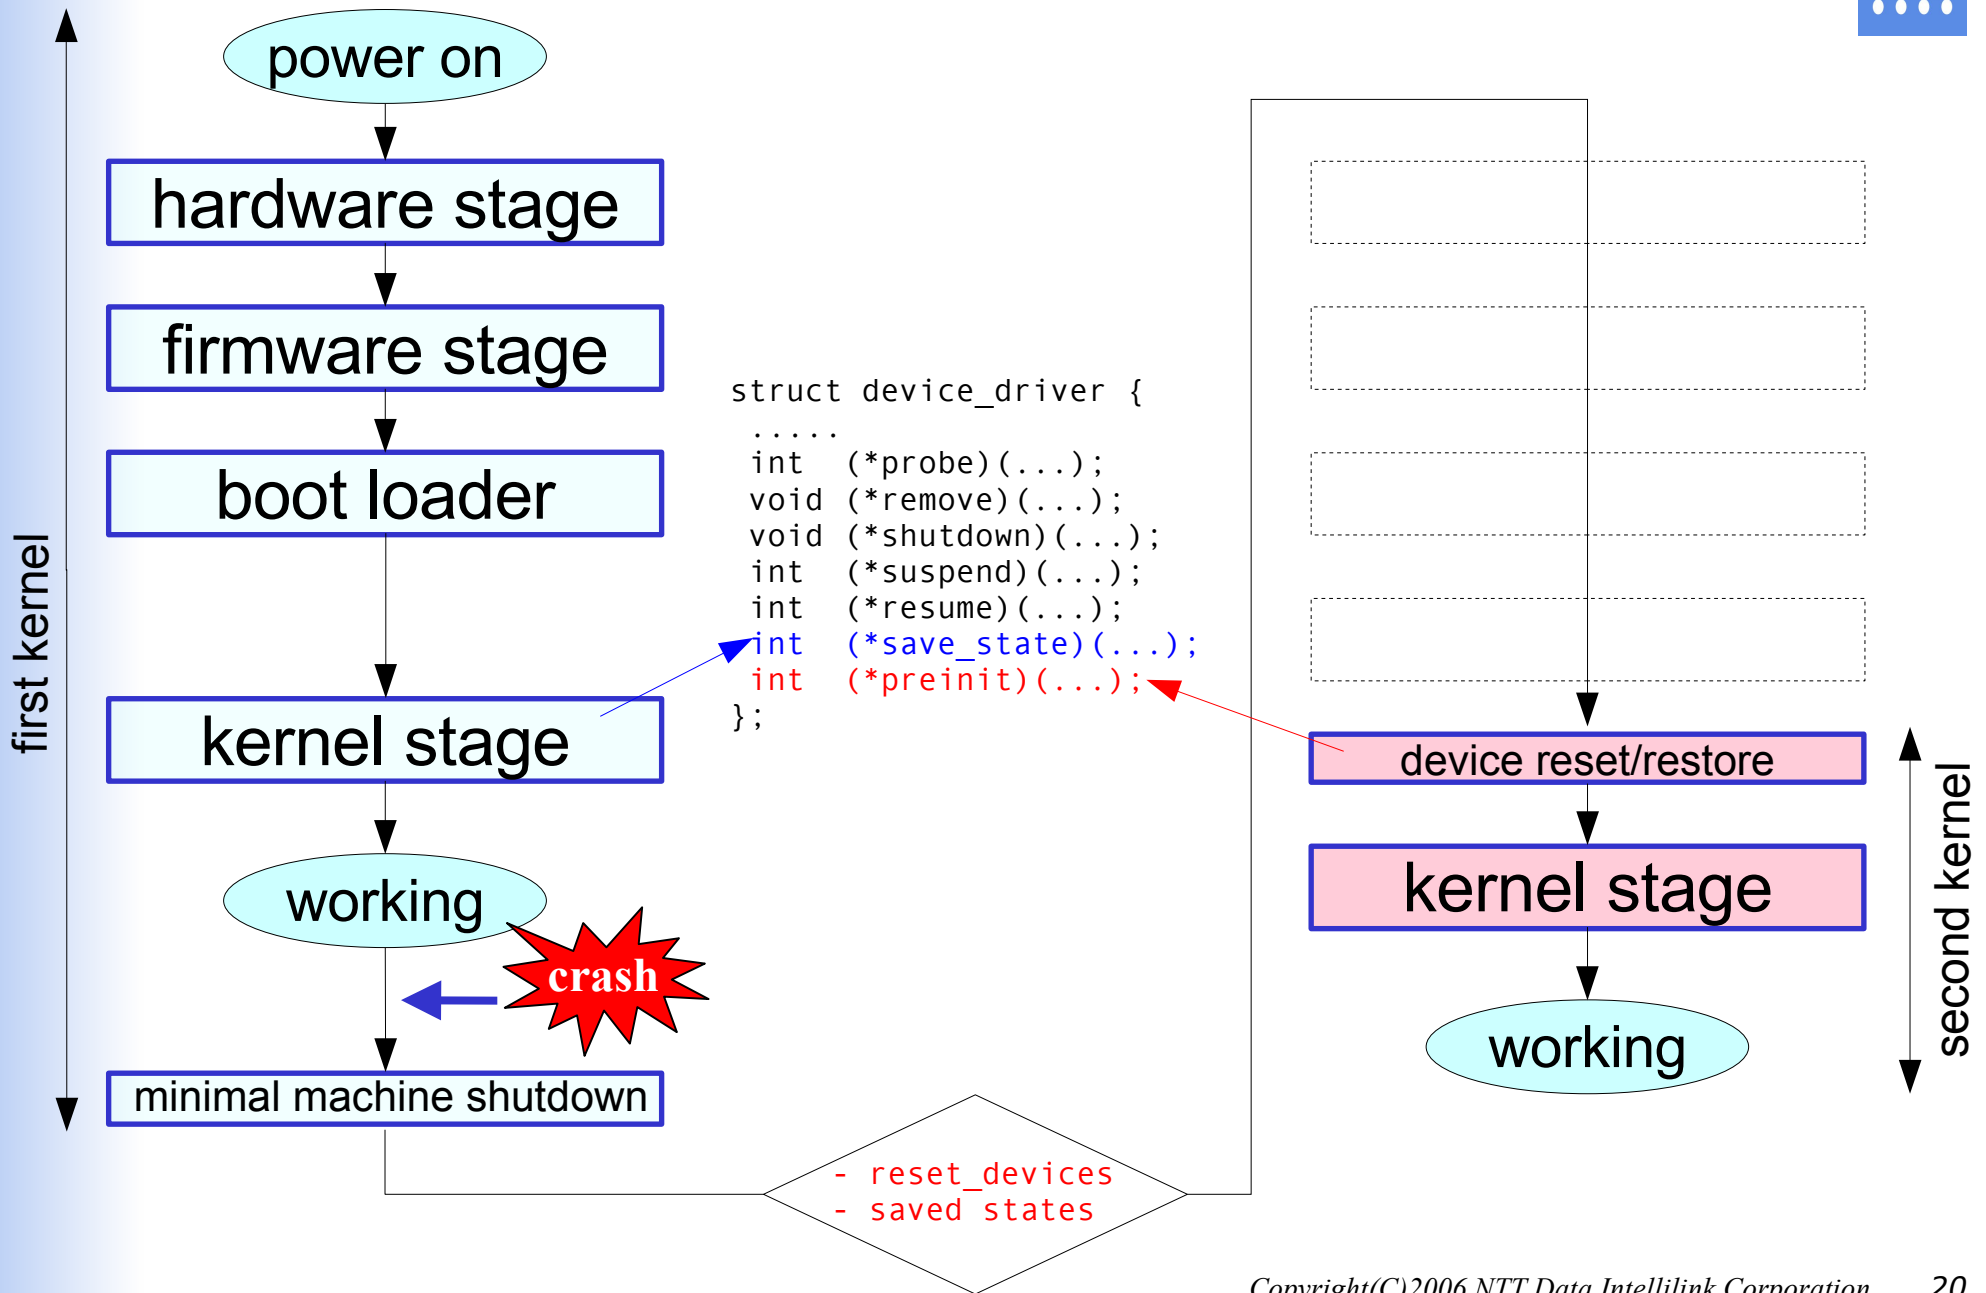 power on
hardware stage
firmware stage
boot loader
kernel stage
working
crash
minimal machine shutdown
first kernel
struct device_driver {
.....
int (*probe)(...);
void (*remove)(...);
void (*shutdown)(...);
int (*suspend)(...);
int (*resume)(...);
int (*save_state)(...);
int (*preinit)(...);
};
- reset_devices
- saved states
device reset/restore
kernel stage
working
second kernel
Copyright(C)2006 NTT Data Intellilink Corporation
20